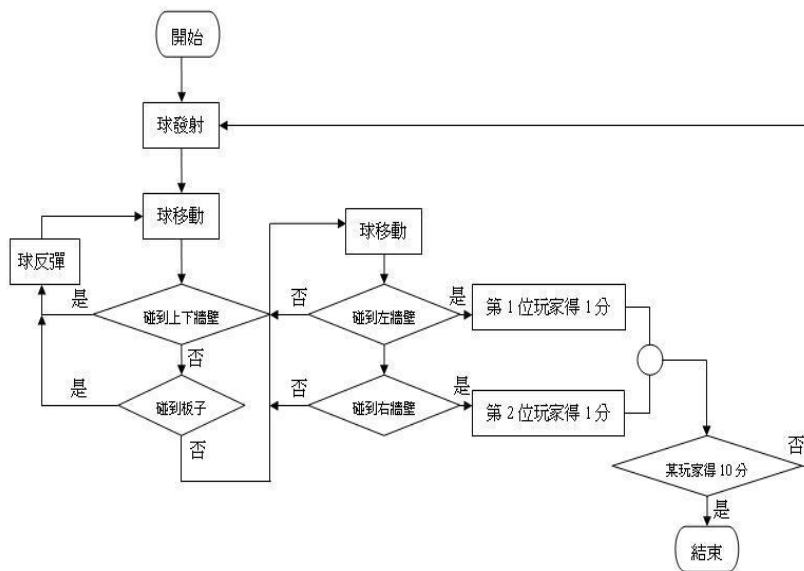 開始
球發射
球移動
球移動
球反彈
是
碰到上下牆壁
否
碰到左牆壁
是
第 1 位玩家得 1 分
否
是
碰到板子
否
碰到右牆壁
是
第 2 位玩家得 1 分
否
某玩家得 10 分
否
是
結束